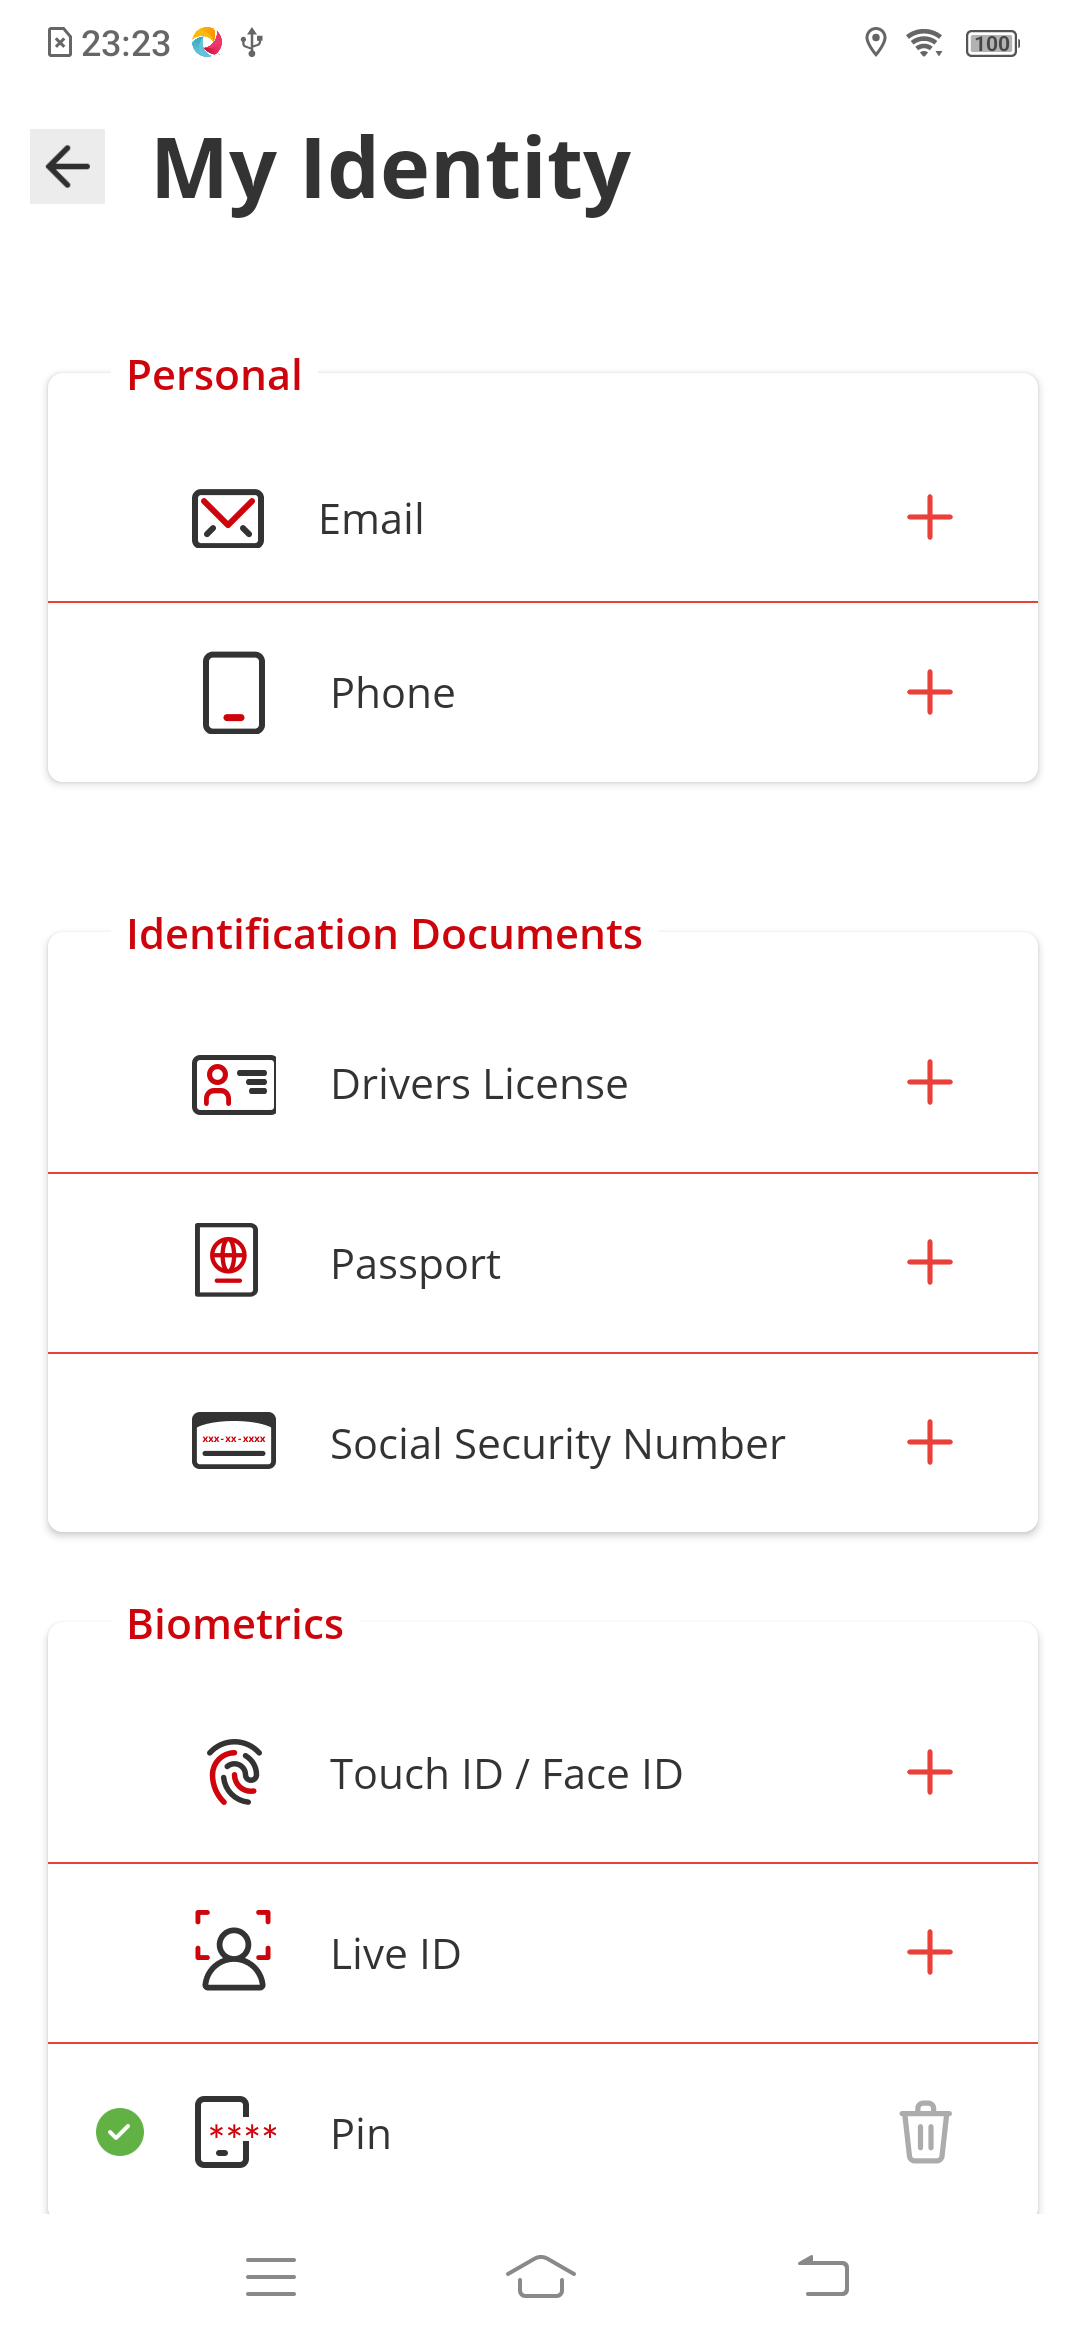 23:23
100
My Identity
Personal
Email
Phone
Identification Documents
Drivers License
Passport
xxx-xx-xxxx
Social Security Number
Biometrics
Touch ID / Face ID
Live ID
****
Pin